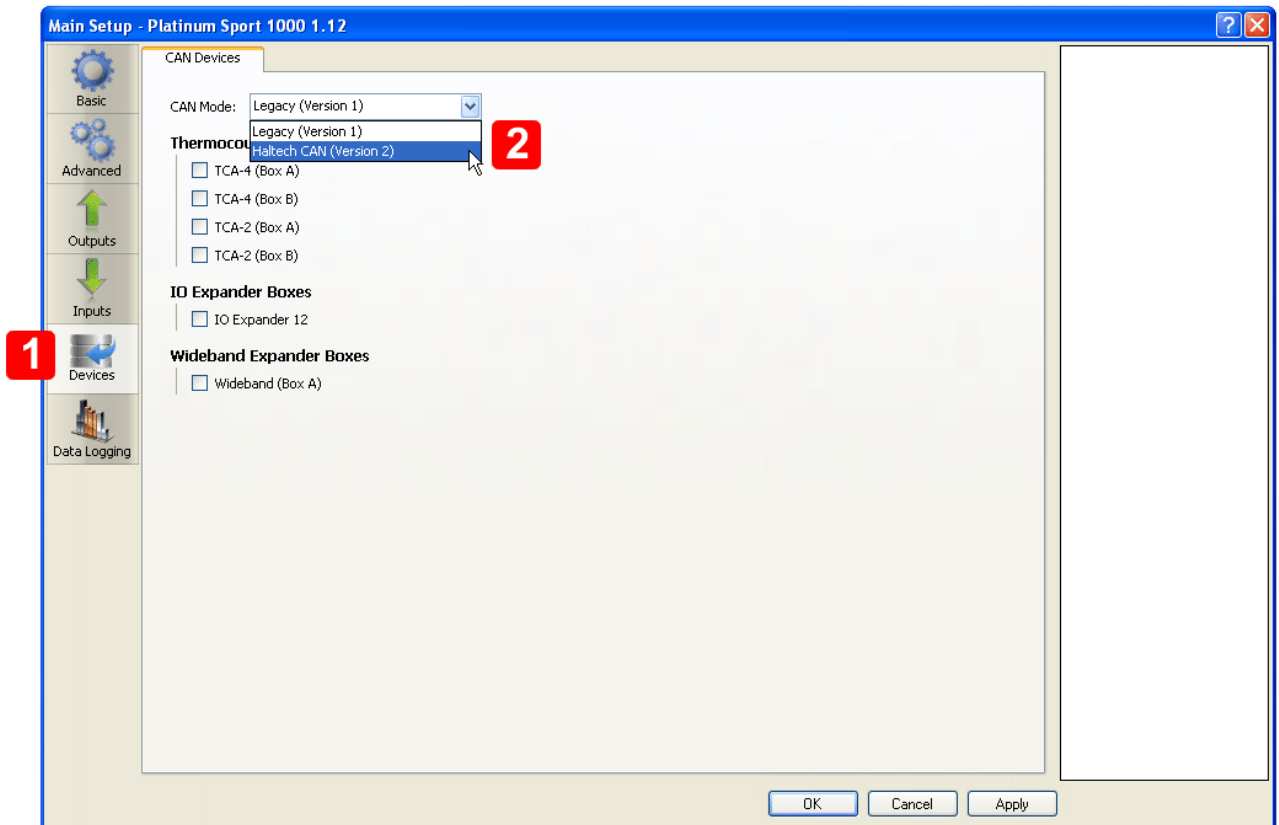 Main Setup - Platinum Sport 1000 1.12
Basic
Advanced
Outputs
Inputs
1
Devices
Data Logging
CAN Devices
CAN Mode: Legacy (Version 1)
Legacy (Version 1)
Haltech CAN (Version 2)
2
TCA-4 (Box A)
TCA-4 (Box B)
TCA-2 (Box A)
TCA-2 (Box B)
IO Expander Boxes
IO Expander 12
Wideband Expander Boxes
Wideband (Box A)
OK Cancel Apply